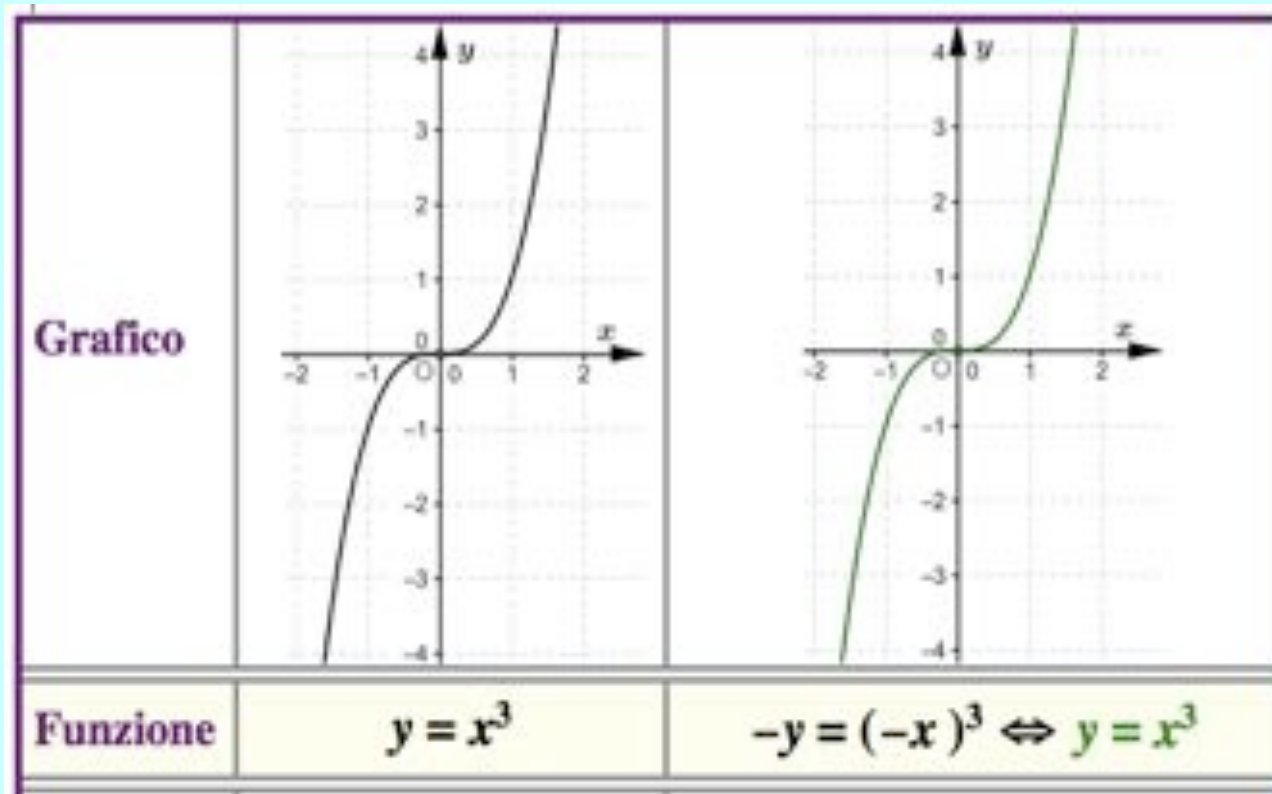 Grafico
4 y
3
2
1
0 x
-2 -1 O 0 1 2
-1
-2
-3
-4
4 y
3
2
1
0 x
-2 -1 O 0 1 2
-1
-2
-3
-4
Funzione
y = x³
-y = (-x )³ ⇔ y = x³